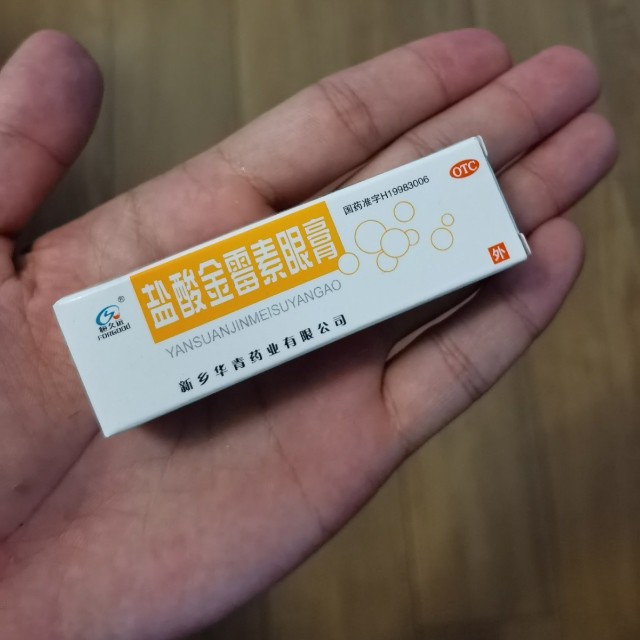 OTC
国药准字H19983006
盐酸金霉素眼膏
YANSUANJINMEISUYANGAO
新乡华青药业有限公司
外
®